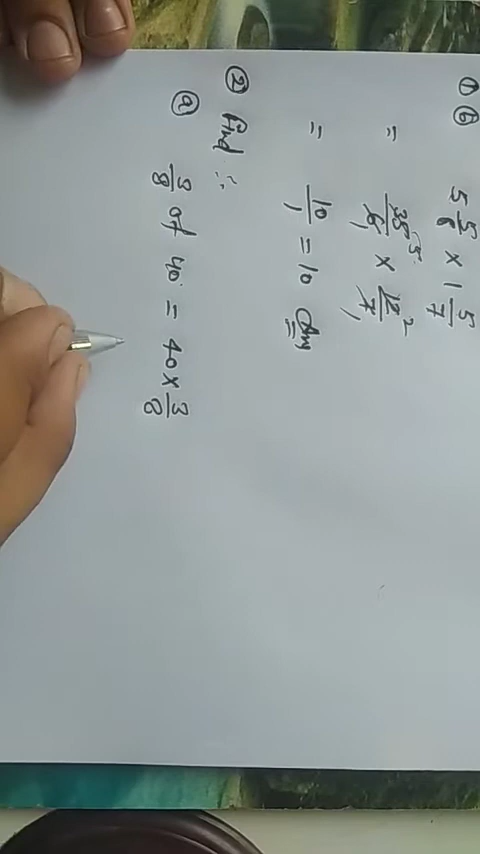 ① ⓑ 5 5/6 × 1 5/7
= 35/6 × 12/7
= 10/1 = 10 Ans
② Find :-
ⓐ 3/8 of 40 = 40 × 3/8